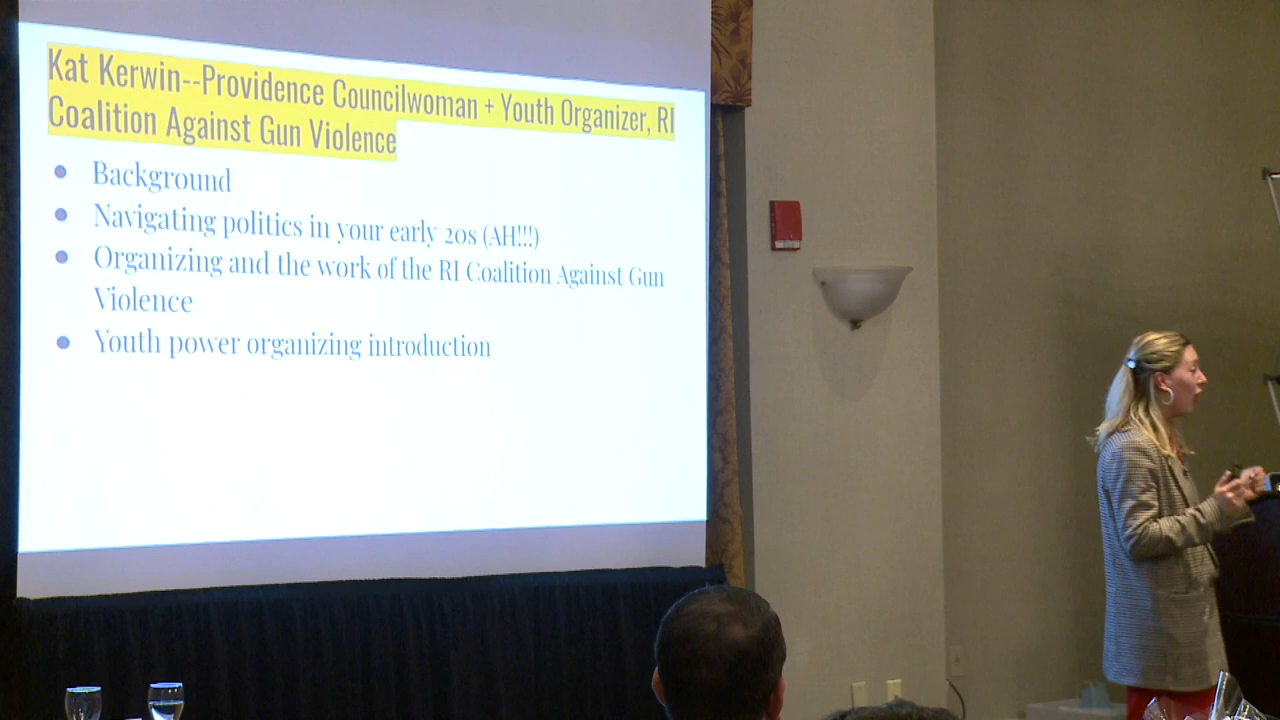 Kat Kerwin--Providence Councilwoman + Youth Organizer, RI
Coalition Against Gun Violence
● Background
● Navigating politics in your early 20s (AH!!!)
● Organizing and the work of the RI Coalition Against Gun
Violence
● Youth power organizing introduction